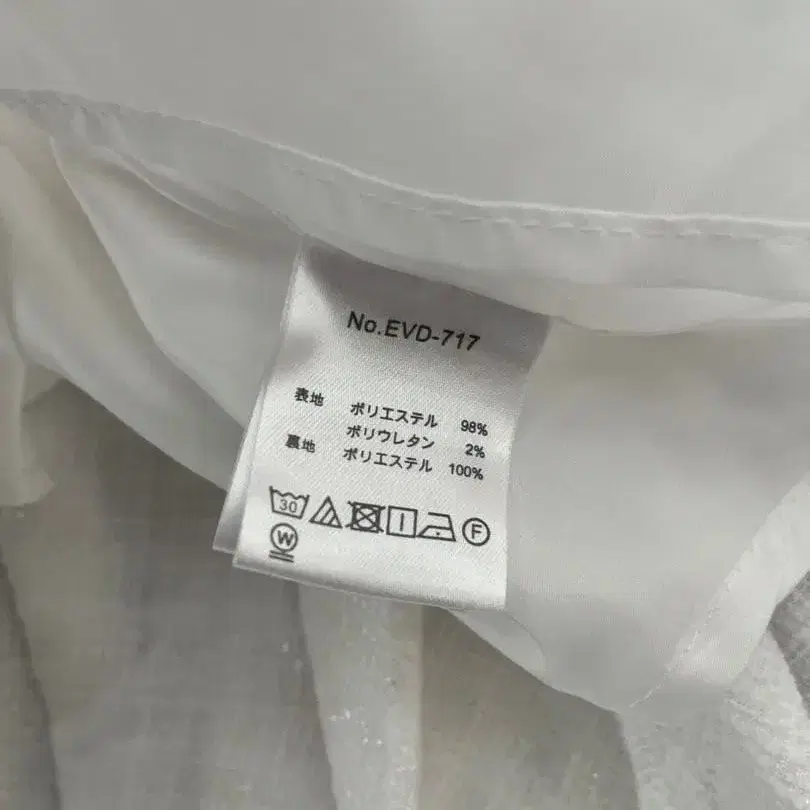 No.EVD-717
表地 ポリエステル 98%
ポリウレタン 2%
裏地 ポリエステル 100%
30 F
W